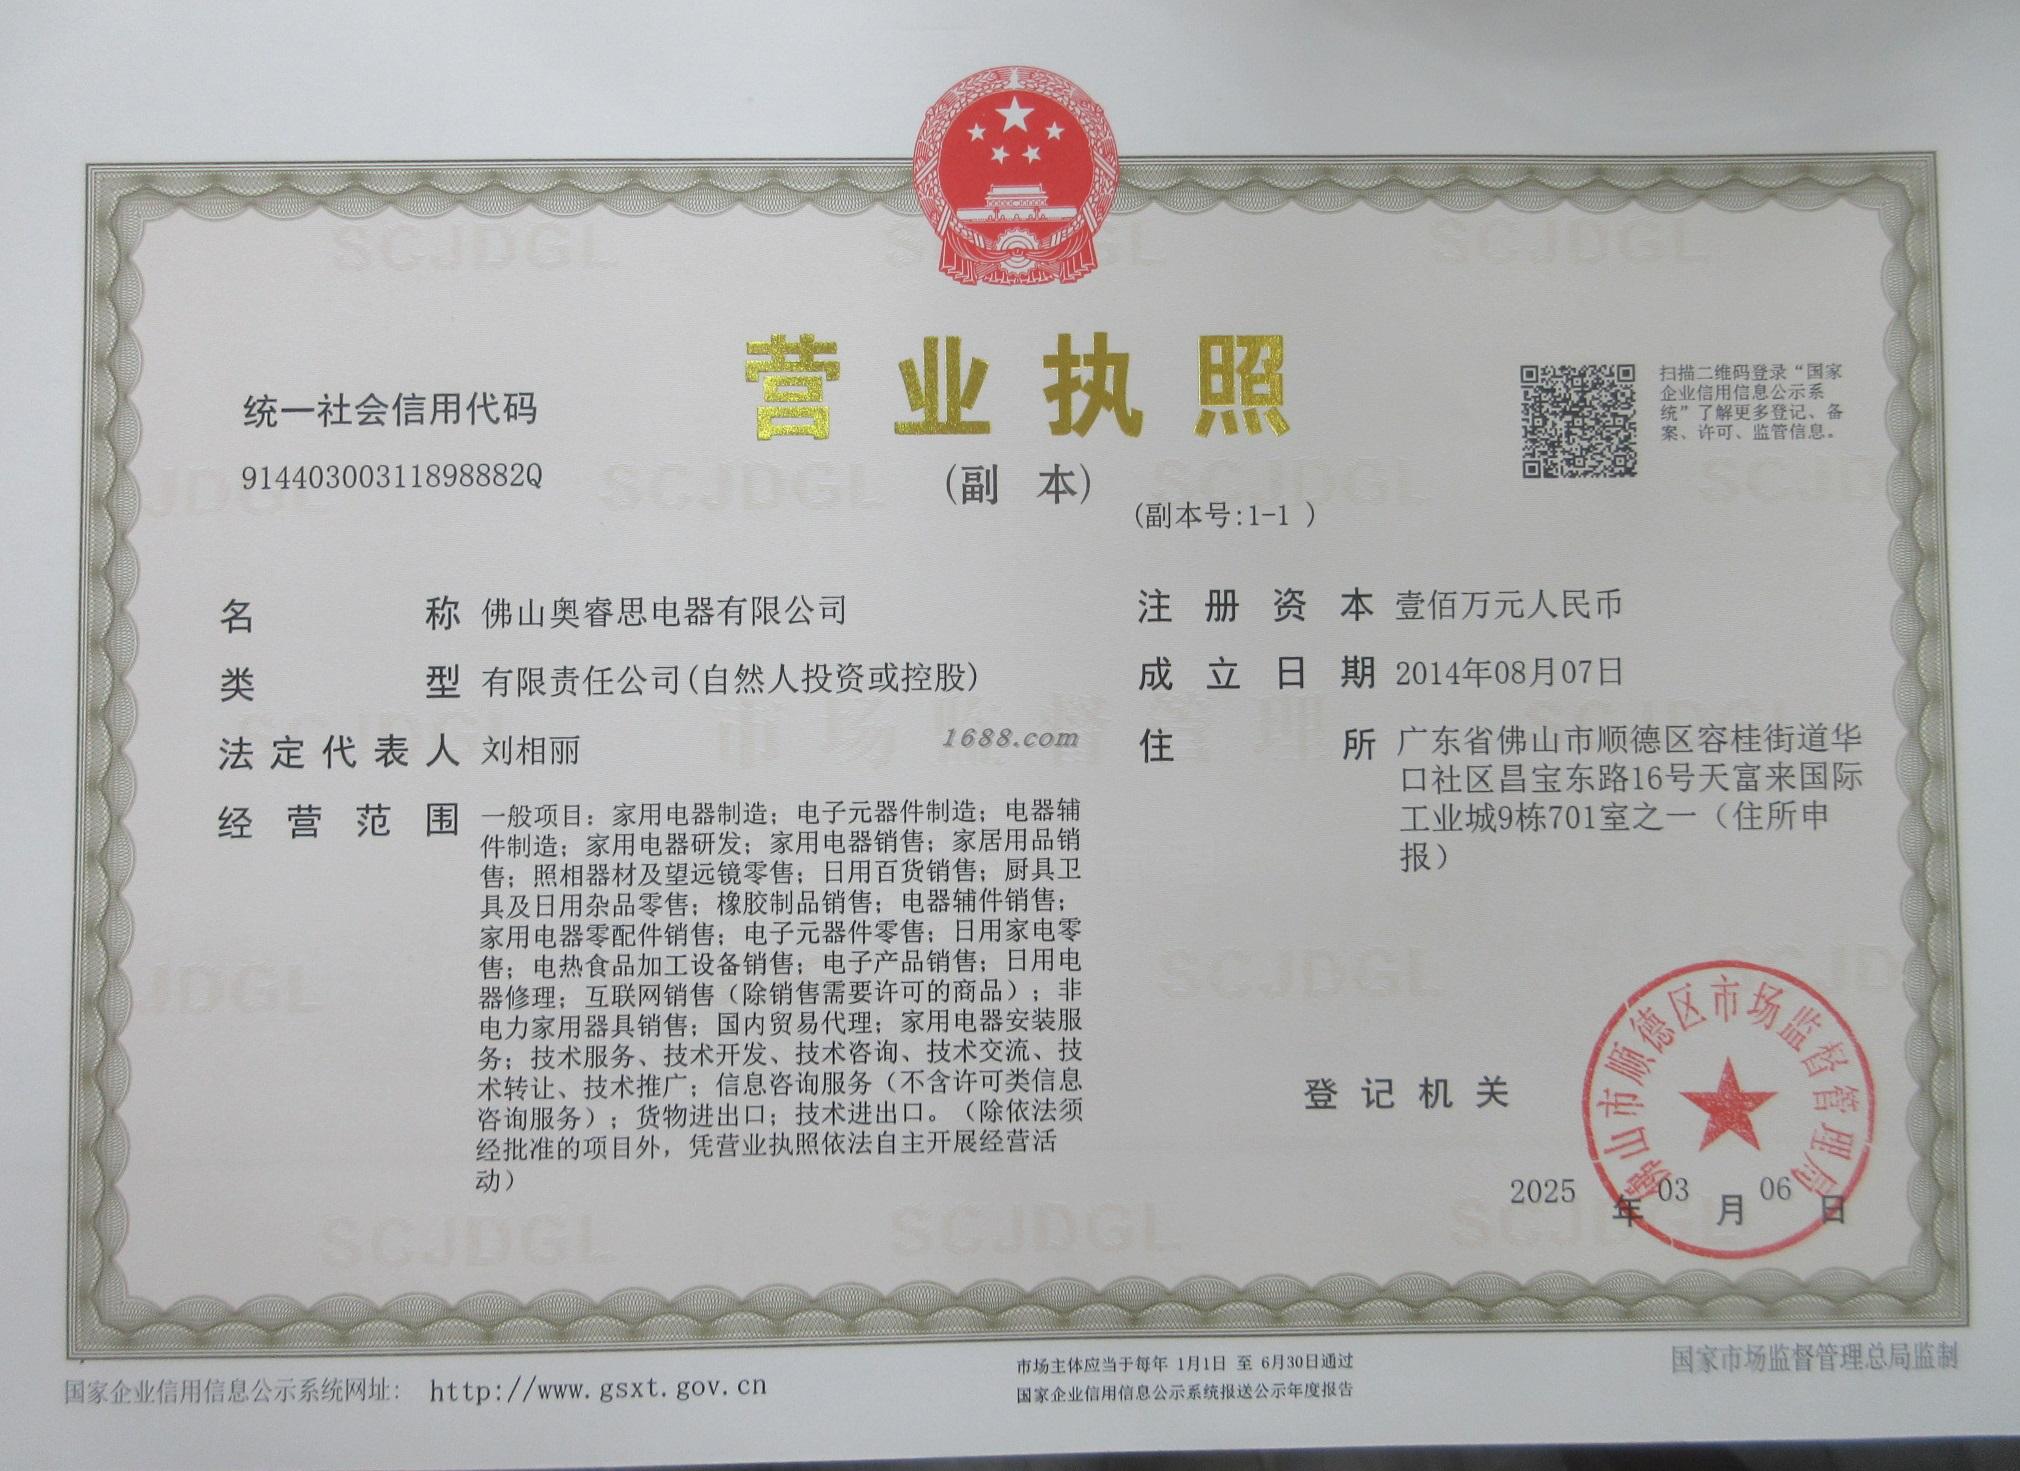 营业执照
(副 本)
(副本号:1-1 )
统一社会信用代码
91440300311898882Q
扫描二维码登录“国家
企业信用信息公示系
统”了解更多登记、备
案、许可、监管信息。
名称 佛山奥睿思电器有限公司
类型 有限责任公司(自然人投资或控股)
法定代表人 刘相丽
经营范围 一般项目：家用电器制造；电子元器件制造；电器辅
件制造；家用电器研发；家用电器销售；家居用品销
售；照相器材及望远镜零售；日用百货销售；厨具卫
具及日用杂品零售；橡胶制品销售；电器辅件销售；
家用电器零配件销售；电子元器件零售；日用家电零
售；电热食品加工设备销售；电子产品销售；日用电
器修理；互联网销售（除销售需要许可的商品）；非
电力家用器具销售；国内贸易代理；家用电器安装服
务；技术服务、技术开发、技术咨询、技术交流、技
术转让、技术推广；信息咨询服务（不含许可类信息
咨询服务）；货物进出口；技术进出口。（除依法须
经批准的项目外，凭营业执照依法自主开展经营活
动）
注册资本 壹佰万元人民币
成立日期 2014年08月07日
住所 广东省佛山市顺德区容桂街道华
口社区昌宝东路16号天富来国际
工业城9栋701室之一（住所申
报）
1688.com
市场监督管理
SCJDGL
登记机关
佛山市顺德区市场监督管理局
2025 年 03 月 06 日
国家企业信用信息公示系统网址： http://www.gsxt.gov.cn
市场主体应当于每年 1月1日 至 6月30日通过
国家企业信用信息公示系统报送公示年度报告
国家市场监督管理总局监制